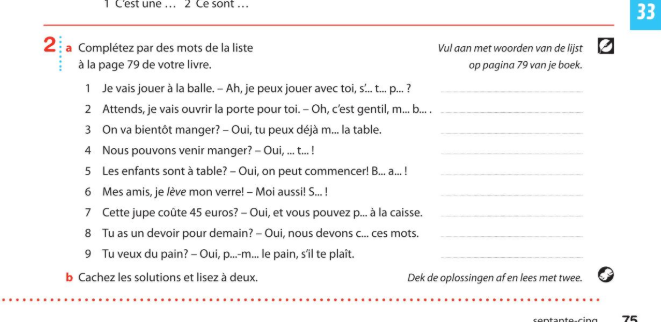 1 C'est une … 2 Ce sont …
33
2 a Complétez par des mots de la liste
à la page 79 de votre livre.
Vul aan met woorden van de lijst
op pagina 79 van je boek.
1 Je vais jouer à la balle. – Ah, je peux jouer avec toi, s'... t... p... ?
2 Attends, je vais ouvrir la porte pour toi. – Oh, c'est gentil, m... b... .
3 On va bientôt manger? – Oui, tu peux déjà m... la table.
4 Nous pouvons venir manger? – Oui, ... t... !
5 Les enfants sont à table? – Oui, on peut commencer! B... a... !
6 Mes amis, je lève mon verre! – Moi aussi! S... !
7 Cette jupe coûte 45 euros? – Oui, et vous pouvez p... à la caisse.
8 Tu as un devoir pour demain? – Oui, nous devons c... ces mots.
9 Tu veux du pain? – Oui, p...-m... le pain, s'il te plaît.
b Cachez les solutions et lisez à deux.
Dek de oplossingen af en lees met twee.
septante-cinq 75